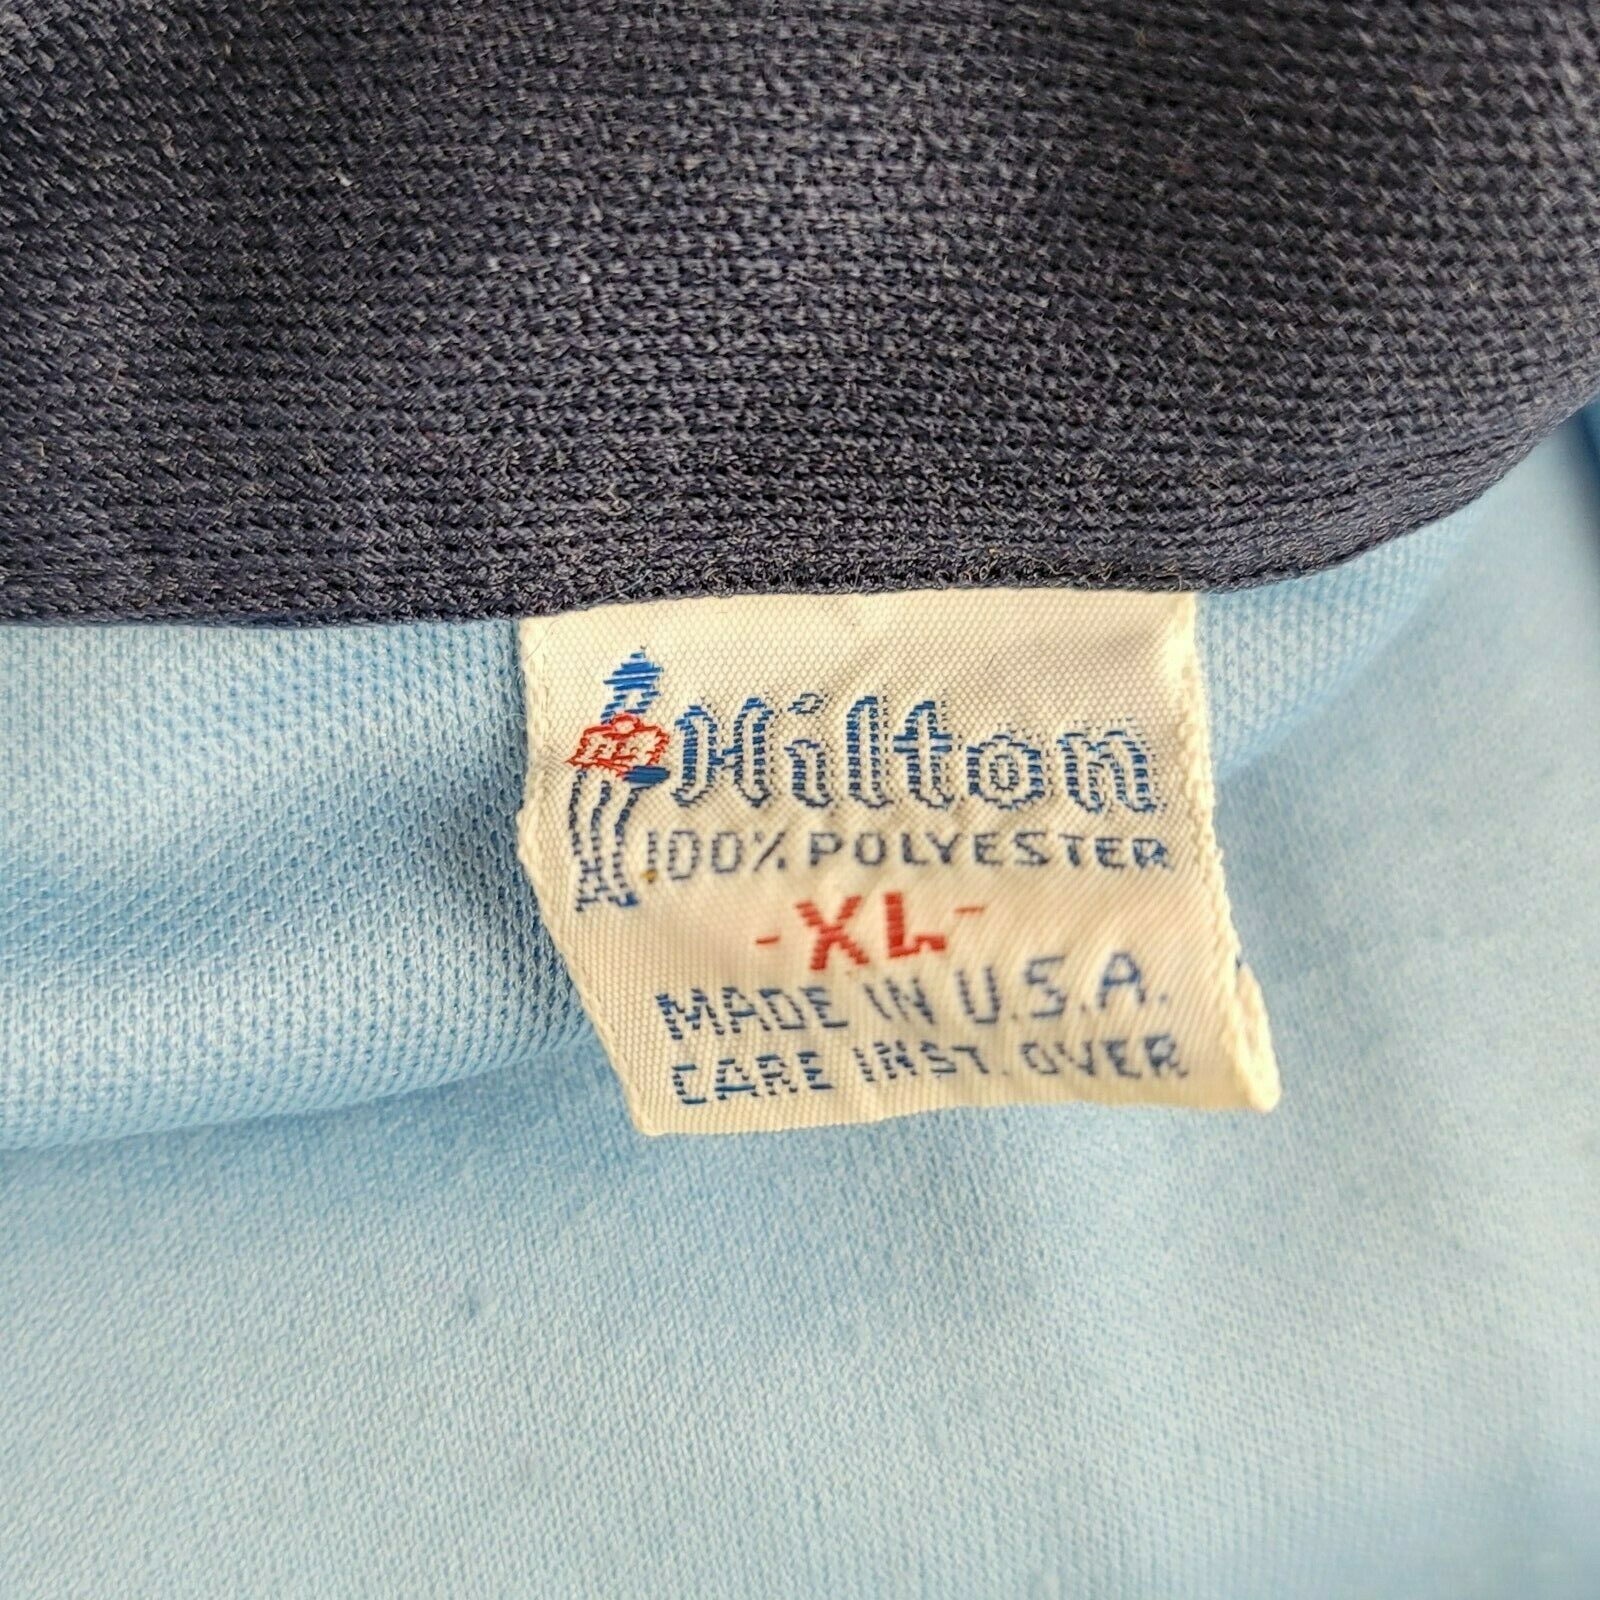 Hilton
100% POLYESTER
-XL-
MADE IN U.S.A.
CARE INST. OVER